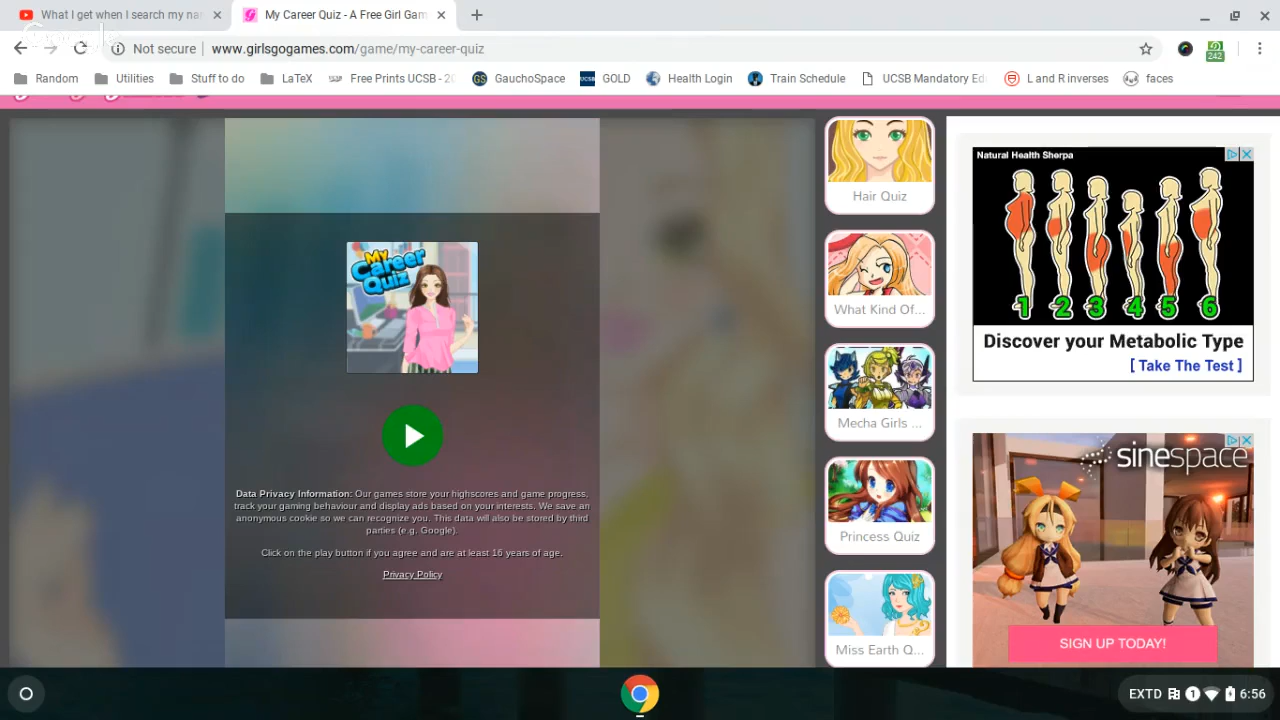 What I get when I search my nar
My Career Quiz - A Free Girl Gam
Google
Not secure
www.girlsgogames.com/game/my-career-quiz
242
Random
Utilities
Stuff to do
LaTeX
Free Prints UCSB - 20
GS
GauchoSpace
UCSB
GOLD
Health Login
Train Schedule
UCSB Mandatory Ed
L and R inverses
faces
My
Career
Quiz
Data Privacy Information: Our games store your highscores and game progress,
track your gaming behaviour and display ads based on your interests. We save an
anonymous cookie so we can recognize you. This data will also be stored by third
parties (e.g. Google).
Click on the play button if you agree and are at least 16 years of age.
Privacy Policy
Hair Quiz
What Kind Of...
Mecha Girls ...
Princess Quiz
Miss Earth Q...
Natural Health Sherpa
1 2 3 4 5 6
Discover your Metabolic Type
[ Take The Test ]
sinespace
SIGN UP TODAY!
EXTD
1
6:56